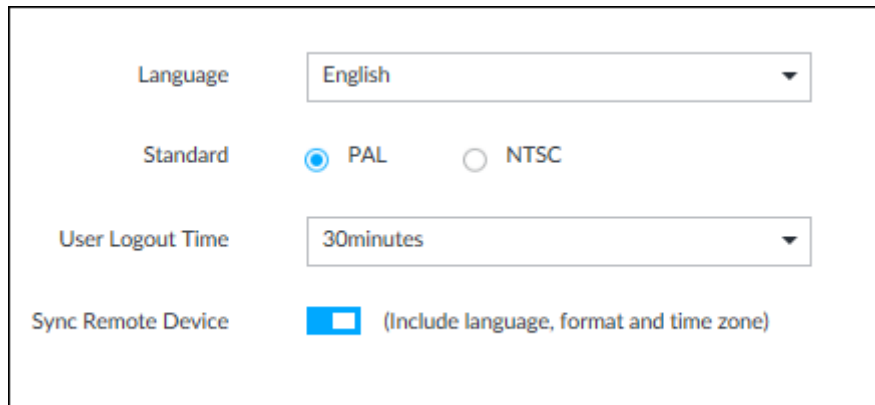 Language English
Standard PAL NTSC
User Logout Time 30minutes
Sync Remote Device (Include language, format and time zone)